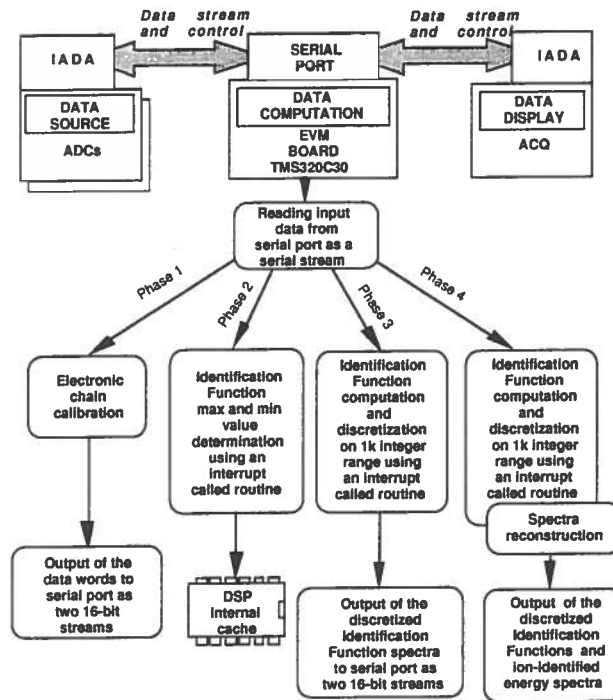 Data stream
and control
Data stream
and control
I A D A
SERIAL
PORT
I A D A
DATA
SOURCE
ADCs
DATA
COMPUTATION
EVM
BOARD
TMS320C30
DATA
DISPLAY
ACQ
Reading input
data from
serial port as a
serial stream
Phase 1
Phase 2
Phase 3
Phase 4
Electronic
chain
calibration
Identification
Function
max and min
value
determination
using an
interrupt
called routine
Identification
Function
computation
and
discretization
on 1k integer
range using
an interrupt
called routine
Identification
Function
computation
and
discretization
on 1k integer
range using
an interrupt
called routine
Spectra
reconstruction
Output of the
data words to
serial port as
two 16-bit
streams
DSP
Internal
cache
Output of the
discretized
Identification
Function spectra
to serial port as
two 16-bit streams
Output of the
discretized
Identification
Functions and
ion-identified
energy spectra